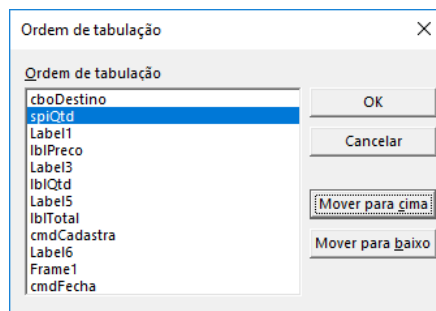 Ordem de tabulação
Ordem de tabulação
cboDestino
spiQtd
Label1
lblPreco
Label3
lblQtd
Label5
lblTotal
cmdCadastra
Label6
Frame1
cmdFecha
OK
Cancelar
Mover para cima
Mover para baixo